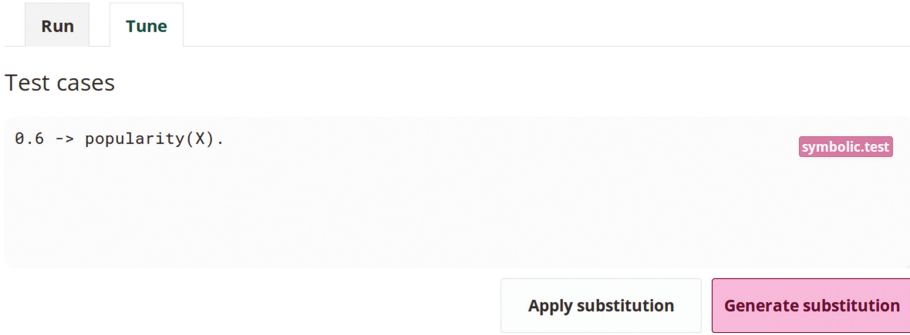 Run Tune
Test cases
0.6 -> popularity(X).
symbolic.test
Apply substitution Generate substitution